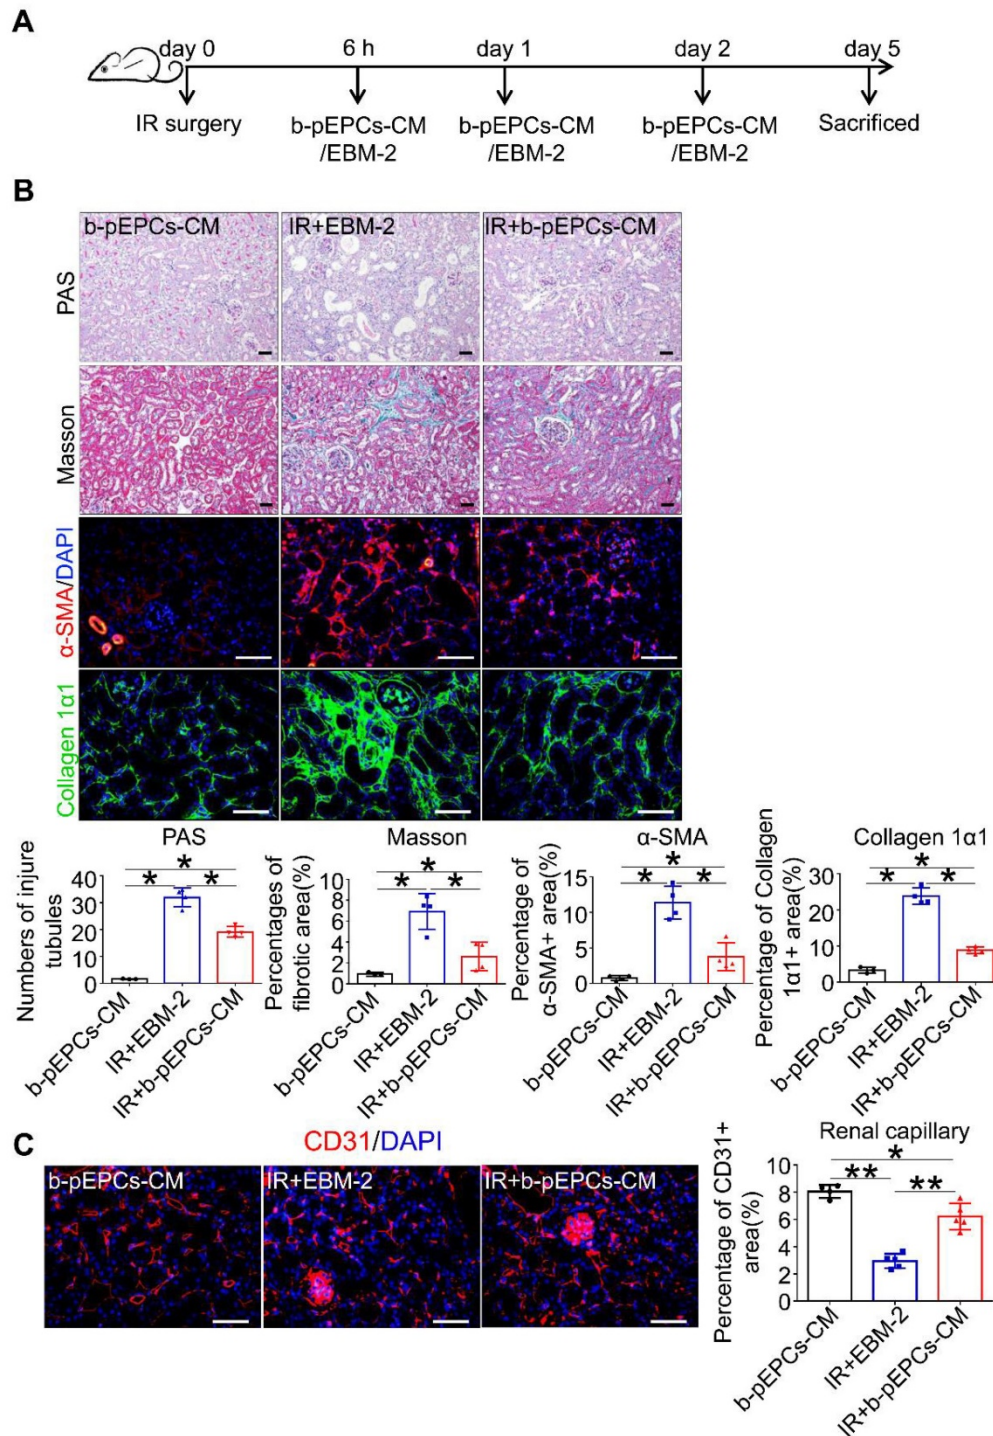 A
day 0
6 h
day 1
day 2
day 5
IR surgery
b-pEPCs-CM
/EBM-2
b-pEPCs-CM
/EBM-2
b-pEPCs-CM
/EBM-2
Sacrificed
B
b-pEPCs-CM
IR+EBM-2
IR+b-pEPCs-CM
PAS
Masson
α-SMA/DAPI
Collagen 1α1
PAS
Numbers of injure
tubules
40
30
20
10
0
* * *
b-pEPCs-CM
IR+EBM-2
IR+b-pEPCs-CM
Masson
Percentages of
fibrotic area(%)
10
8
6
4
2
0
* * *
b-pEPCs-CM
IR+EBM-2
IR+b-pEPCs-CM
α-SMA
Percentage of
α-SMA+ area(%)
15
10
5
0
* * *
b-pEPCs-CM
IR+EBM-2
IR+b-pEPCs-CM
Collagen 1α1
Percentage of Collagen
1α1+ area(%)
30
20
10
0
* * *
b-pEPCs-CM
IR+EBM-2
IR+b-pEPCs-CM
C
CD31/DAPI
b-pEPCs-CM
IR+EBM-2
IR+b-pEPCs-CM
Renal capillary
Percentage of CD31+
area(%)
10
8
6
4
2
0
*
** **
b-pEPCs-CM
IR+EBM-2
IR+b-pEPCs-CM